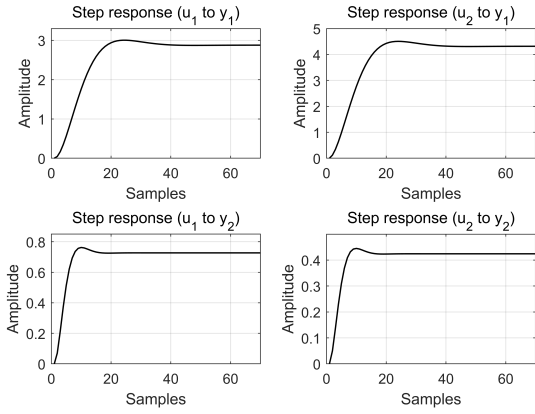 Step response (u1 to y1)
Amplitude
3
2
1
0
0 20 40 60
Samples
Step response (u2 to y1)
Amplitude
5
4
3
2
1
0
0 20 40 60
Samples
Step response (u1 to y2)
Amplitude
0.8
0.6
0.4
0.2
0
0 20 40 60
Samples
Step response (u2 to y2)
Amplitude
0.4
0.3
0.2
0.1
0
0 20 40 60
Samples